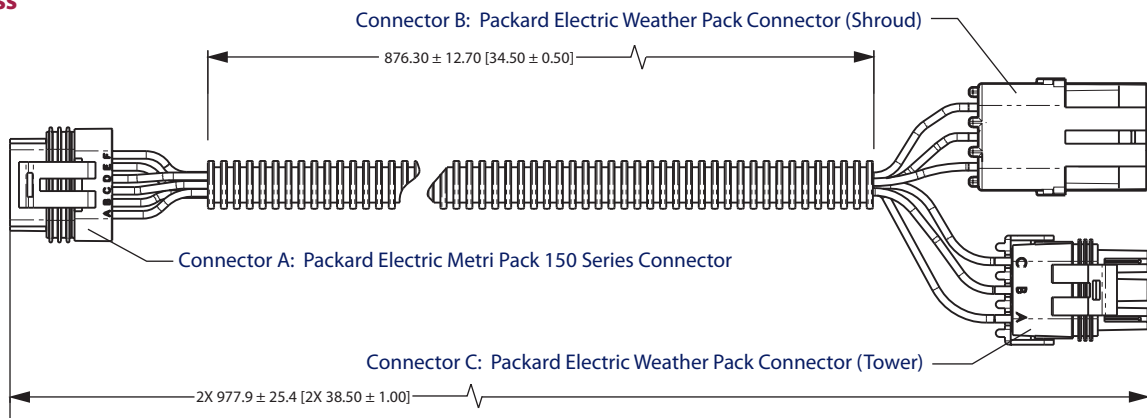 ss
Connector B: Packard Electric Weather Pack Connector (Shroud)
876.30 ± 12.70 [34.50 ± 0.50]
A B C D E F
Connector A: Packard Electric Metri Pack 150 Series Connector
C B A
Connector C: Packard Electric Weather Pack Connector (Tower)
2X 977.9 ± 25.4 [2X 38.50 ± 1.00]